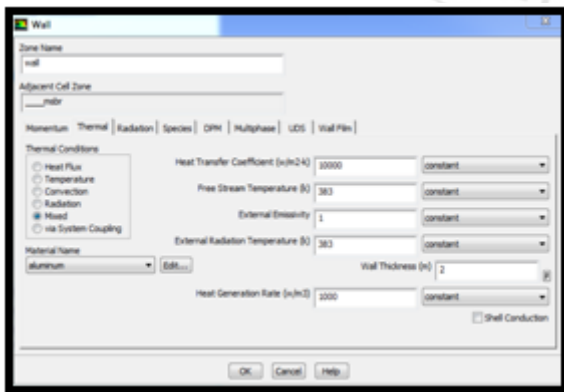 Wall
Zone Name
wall
Adjacent Cell Zone
Momentum Thermal Radiation Species DPM Multiphase UDS Wall Film
Thermal Conditions
Heat Flux
Temperature
Convection
Radiation
Mixed
via System Coupling
Heat Transfer Coefficient (w/m2-k) 10000 constant
Free Stream Temperature (k) 383 constant
External Emissivity 1 constant
External Radiation Temperature (k) 383 constant
Material Name
aluminum Edit...
Wall Thickness (m) 2 P
Heat Generation Rate (w/m3) 1000 constant
Shell Conduction
OK Cancel Help